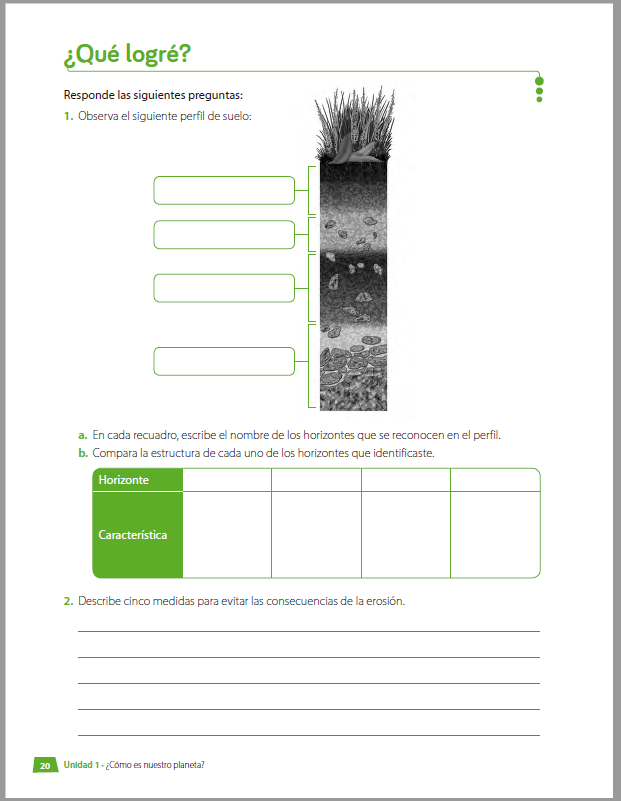 ¿Qué logré?
Responde las siguientes preguntas:
1. Observa el siguiente perfil de suelo:
a. En cada recuadro, escribe el nombre de los horizontes que se reconocen en el perfil.
b. Compara la estructura de cada uno de los horizontes que identificaste.
Horizonte
Característica
2. Describe cinco medidas para evitar las consecuencias de la erosión.
20 Unidad 1 - ¿Cómo es nuestro planeta?